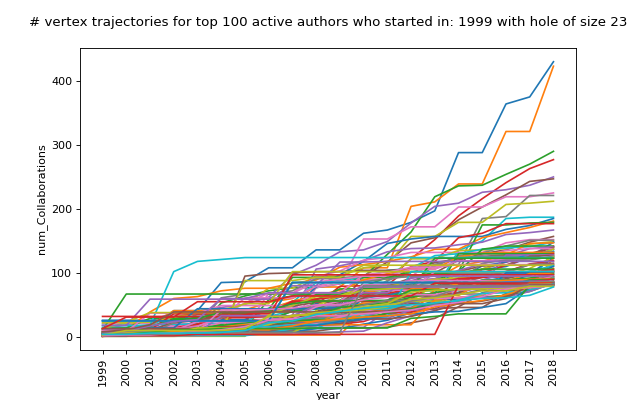 # vertex trajectories for top 100 active authors who started in: 1999 with hole of size 23
num_Collaborations
400
300
200
100
0
1999 2000 2001 2002 2003 2004 2005 2006 2007 2008 2009 2010 2011 2012 2013 2014 2015 2016 2017 2018
year